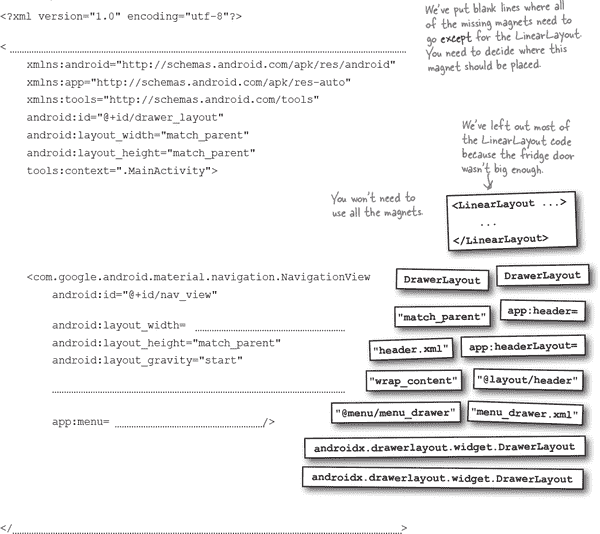 <?xml version="1.0" encoding="utf-8"?>
<
xmlns:android="http://schemas.android.com/apk/res/android"
xmlns:app="http://schemas.android.com/apk/res-auto"
xmlns:tools="http://schemas.android.com/tools"
android:id="@+id/drawer_layout"
android:layout_width="match_parent"
android:layout_height="match_parent"
tools:context=".MainActivity">
We've put blank lines where all
of the missing magnets need to
go except for the LinearLayout.
You need to decide where this
magnet should be placed.
We've left out most of
the LinearLayout code
because the fridge door
wasn't big enough.
You won't need to
use all the magnets.
<LinearLayout ...>
...
</LinearLayout>
<com.google.android.material.navigation.NavigationView
android:id="@+id/nav_view"
android:layout_width=
android:layout_height="match_parent"
android:layout_gravity="start"
app:menu= />
DrawerLayout
DrawerLayout
"match_parent"
app:header=
"header.xml"
app:headerLayout=
"wrap_content"
"@layout/header"
"@menu/menu_drawer"
"menu_drawer.xml"
androidx.drawerlayout.widget.DrawerLayout
androidx.drawerlayout.widget.DrawerLayout
</ >